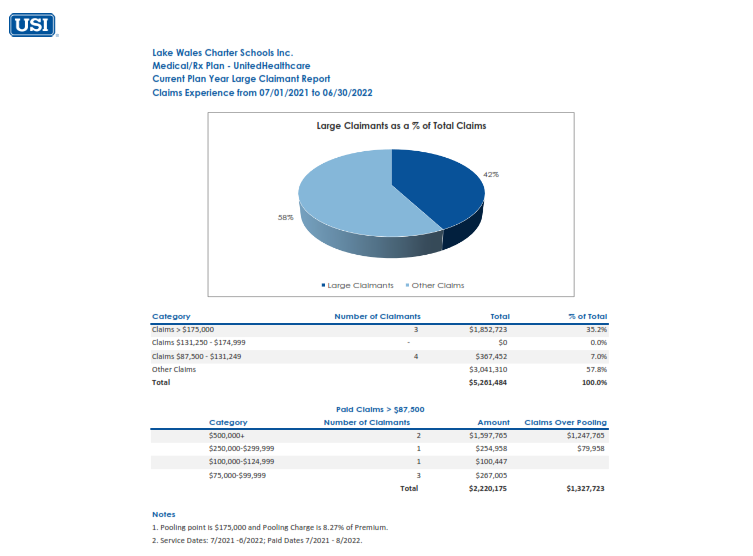 USI
Lake Wales Charter Schools Inc.
Medical/Rx Plan - UnitedHealthcare
Current Plan Year Large Claimant Report
Claims Experience from 07/01/2021 to 06/30/2022
Large Claimants as a % of Total Claims
42%
58%
Large Claimants Other Claims
Category Number of Claimants Total % of Total
Claims > $175,000 3 $1,852,723 35.2%
Claims $131,250 - $174,999 - $0 0.0%
Claims $87,500 - $131,249 4 $367,452 7.0%
Other Claims $3,041,310 57.8%
Total $5,261,484 100.0%
Paid Claims > $87,500
Category Number of Claimants Amount Claims Over Pooling
$500,000+ 2 $1,597,765 $1,247,765
$250,000-$299,999 1 $254,958 $79,958
$100,000-$124,999 1 $100,447
$75,000-$99,999 3 $267,005
Total $2,220,175 $1,327,723
Notes
1. Pooling point is $175,000 and Pooling Charge is 8.27% of Premium.
2. Service Dates: 7/2021 -6/2022; Paid Dates 7/2021 - 8/2022.